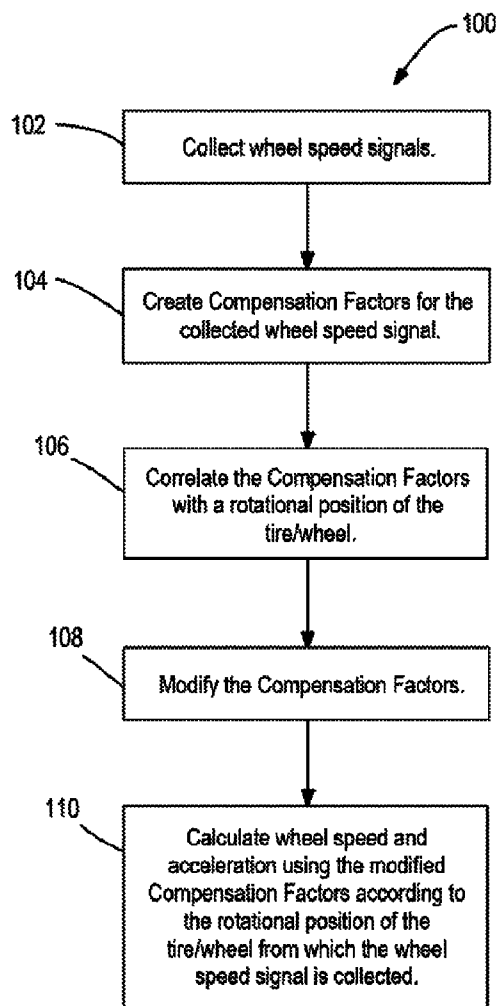 100
102
Collect wheel speed signals.
104
Create Compensation Factors for the
collected wheel speed signal.
106
Correlate the Compensation Factors
with a rotational position of the
tire/wheel.
108
Modify the Compensation Factors.
110
Calculate wheel speed and
acceleration using the modified
Compensation Factors according to
the rotational position of the
tire/wheel from which the wheel
speed signal is collected.